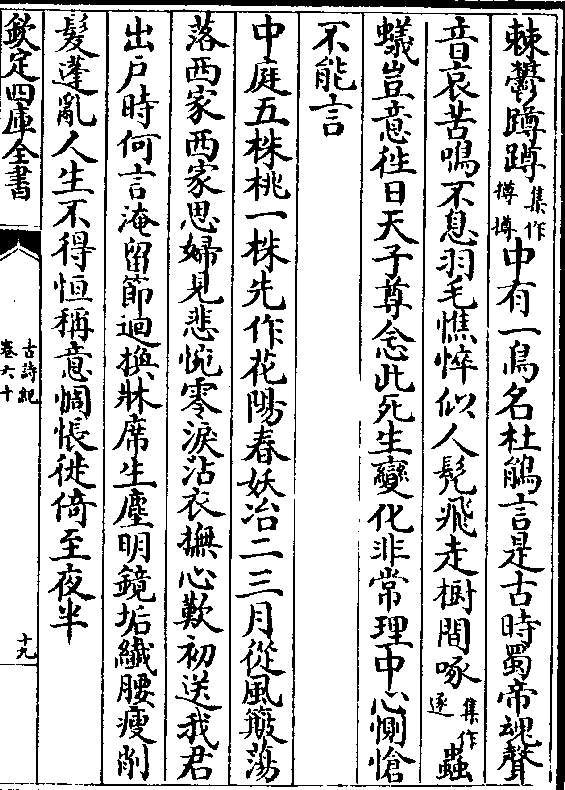 棘鬱蹲蹲集作樽樽中有一鳥名杜鵑言是古時蜀帝魂聲
音哀苦鳴不息羽毛憔悴似人髠飛走樹間啄集作逐蟲
蟻豈意徃日天子尊念此死生變化非常理中心惻愴
不能言
中庭五株桃一株先作花陽春妖冶二三月從風簸蕩
落西家西家思婦見悲惋零淚沾衣撫心歎初送我君
出戶時何言淹留節迴換牀席生塵明鏡垢纖腰瘦削
髮蓬亂人生不得恒稱意惆悵徙倚至夜半
欽定四庫全書
古詩紀
卷六十
十九